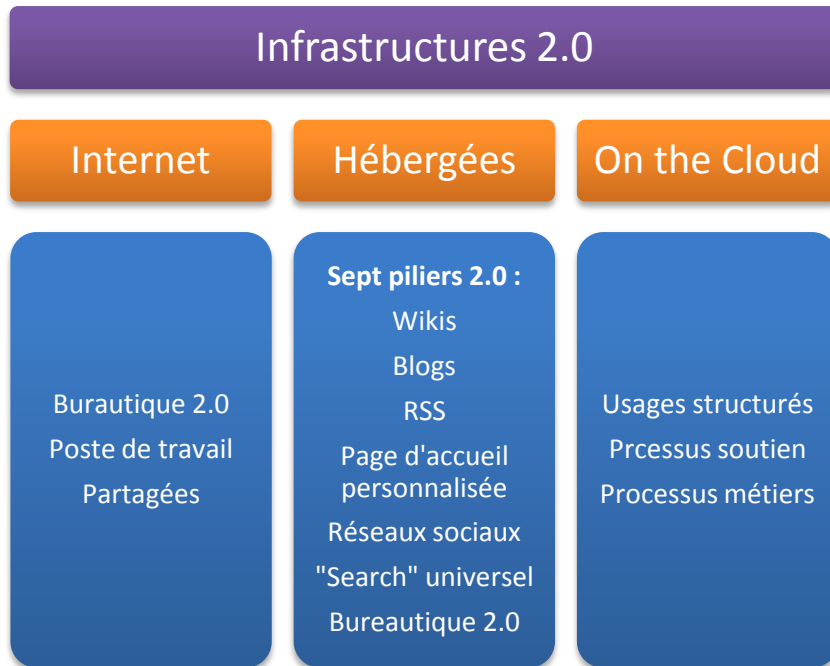 Infrastructures 2.0
Internet
Hébergées
On the Cloud
Burautique 2.0
Poste de travail
Partagées
Sept piliers 2.0 :
Wikis
Blogs
RSS
Page d'accueil
personnalisée
Réseaux sociaux
"Search" universel
Bureautique 2.0
Usages structurés
Prcessus soutien
Processus métiers